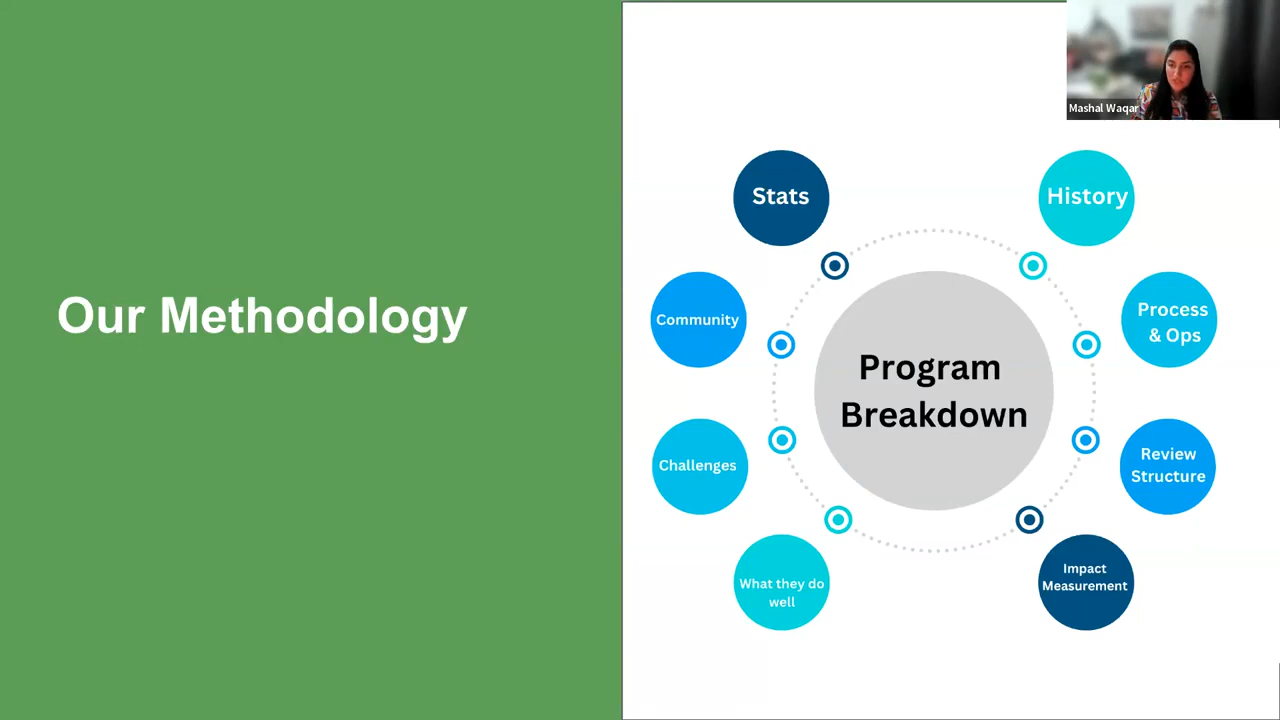 Our Methodology
Mashal Waqar
Stats
History
Community
Process
& Ops
Program
Breakdown
Challenges
Review
Structure
What they do
well
Impact
Measurement